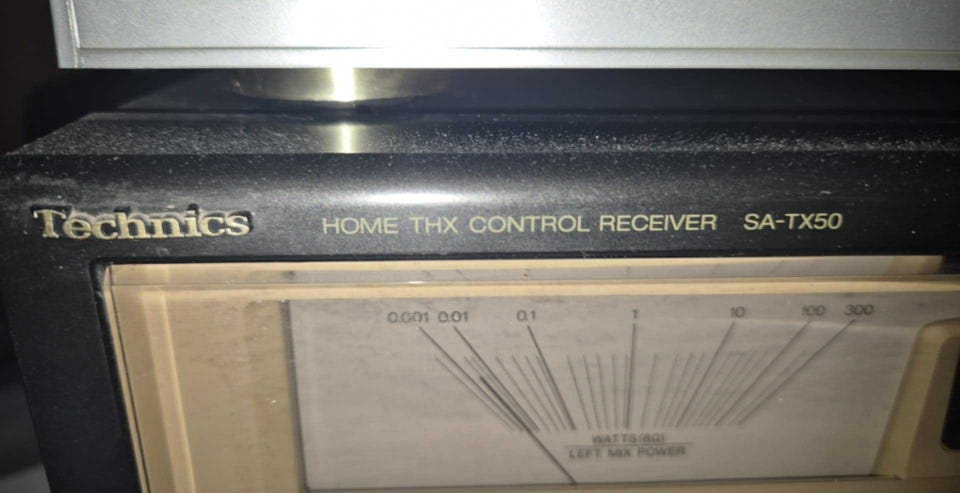 Technics HOME THX CONTROL RECEIVER SA-TX50
0.001 0.01 0.1 1 10 100 300
WATTS(8Ω)
LEFT MIX POWER